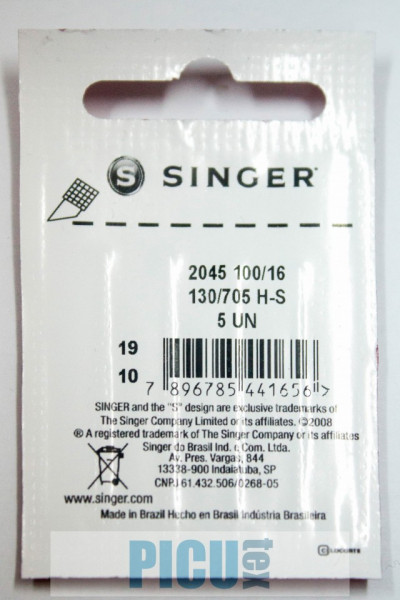 S SINGER
2045 100/16
130/705 H-S
5 UN
19
10
7 896785 441656 >
SINGER and the "S" design are exclusive trademarks of
The Singer Company Limited or its affiliates. ©2008
® A registered trademark of The Singer Company or its affiliates
Singer do Brasil Ind. e Com. Ltda.
Av. Pres. Vargas, 844
13338-900 Indaiatuba, SP
CNPJ 61.432.506/0268-05
www.singer.com
Made in Brazil Hecho en Brasil Indústria Brasileira
PICU tex